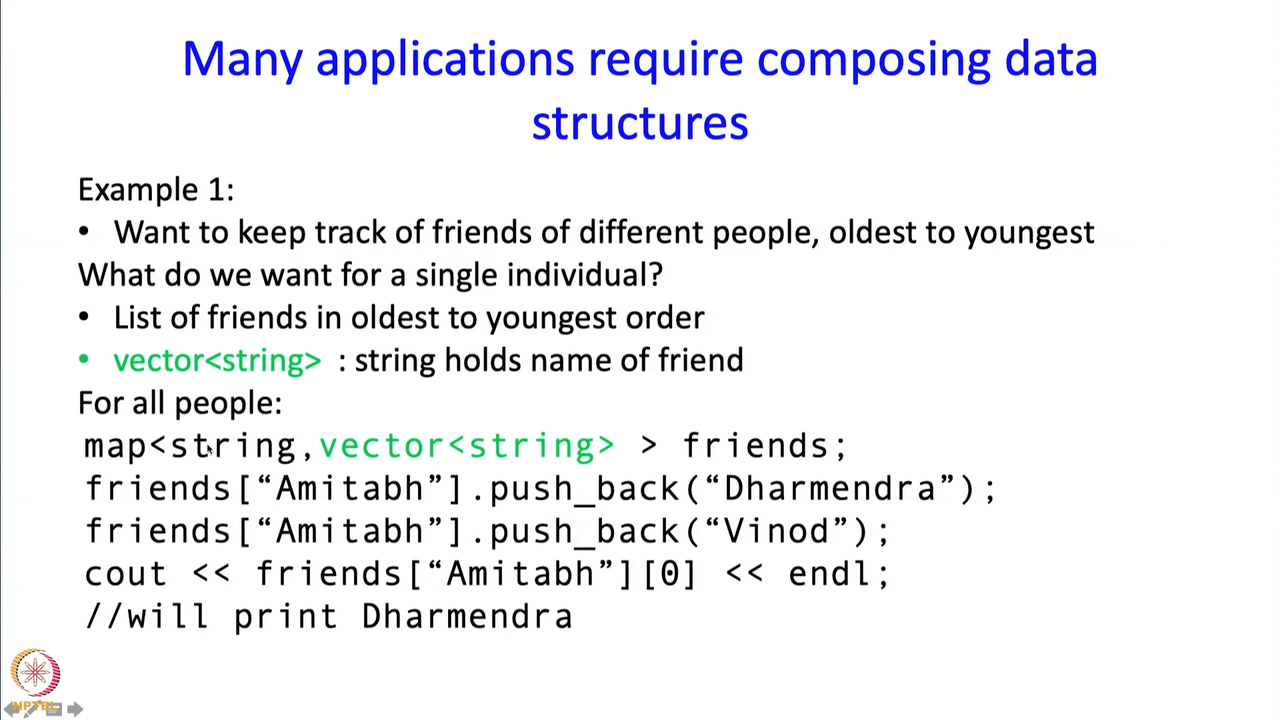 Many applications require composing data
structures
Example 1:
• Want to keep track of friends of different people, oldest to youngest
What do we want for a single individual?
• List of friends in oldest to youngest order
• vector<string> : string holds name of friend
For all people:
map<string,vector<string> > friends;
friends[“Amitabh”].push_back(“Dharmendra”);
friends[“Amitabh”].push_back(“Vinod”);
cout << friends[“Amitabh”][0] << endl;
//will print Dharmendra
NPTEL